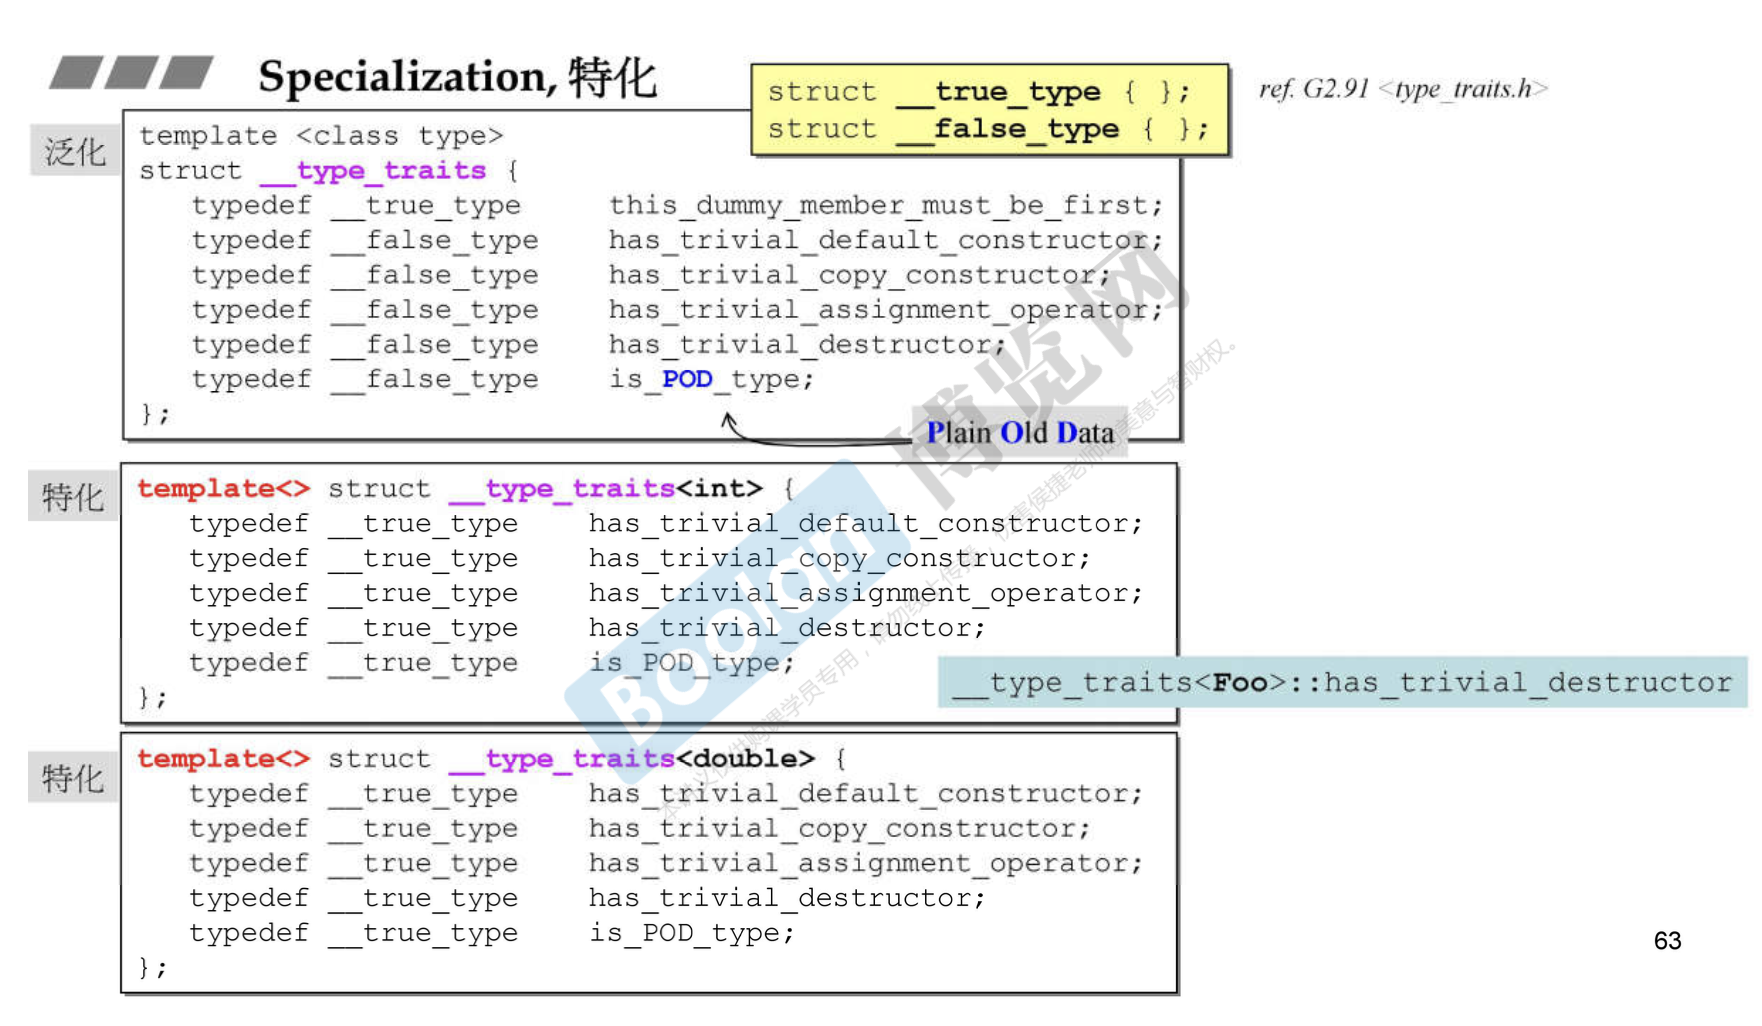 Specialization, 特化
struct __true_type { };
struct __false_type { };
ref. G2.91 <type_traits.h>
泛化
template <class type>
struct __type_traits {
typedef __true_type this_dummy_member_must_be_first;
typedef __false_type has_trivial_default_constructor;
typedef __false_type has_trivial_copy_constructor;
typedef __false_type has_trivial_assignment_operator;
typedef __false_type has_trivial_destructor;
typedef __false_type is_POD_type;
};
Plain Old Data
特化
template<> struct __type_traits<int> {
typedef __true_type has_trivial_default_constructor;
typedef __true_type has_trivial_copy_constructor;
typedef __true_type has_trivial_assignment_operator;
typedef __true_type has_trivial_destructor;
typedef __true_type is_POD_type;
};
__type_traits<Foo>::has_trivial_destructor
特化
template<> struct __type_traits<double> {
typedef __true_type has_trivial_default_constructor;
typedef __true_type has_trivial_copy_constructor;
typedef __true_type has_trivial_assignment_operator;
typedef __true_type has_trivial_destructor;
typedef __true_type is_POD_type;
};
63
Boolan 博览网